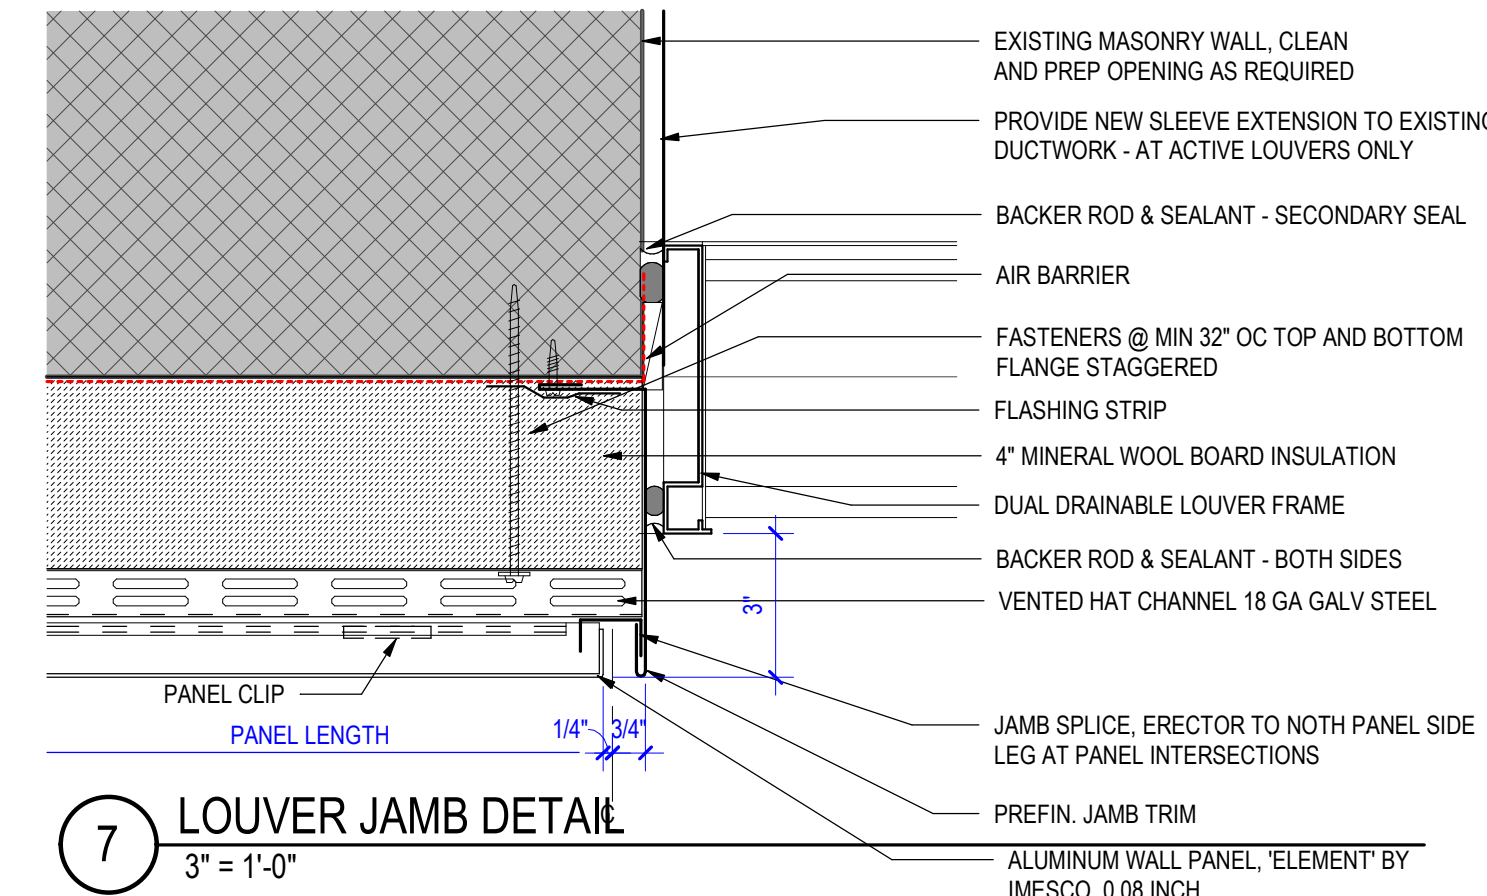 EXISTING MASONRY WALL, CLEAN
AND PREP OPENING AS REQUIRED
PROVIDE NEW SLEEVE EXTENSION TO EXISTING
DUCTWORK - AT ACTIVE LOUVERS ONLY
BACKER ROD & SEALANT - SECONDARY SEAL
AIR BARRIER
FASTENERS @ MIN 32" OC TOP AND BOTTOM
FLANGE STAGGERED
FLASHING STRIP
4" MINERAL WOOL BOARD INSULATION
DUAL DRAINABLE LOUVER FRAME
BACKER ROD & SEALANT - BOTH SIDES
VENTED HAT CHANNEL 18 GA GALV STEEL
3"
PANEL CLIP
PANEL LENGTH
1/4" 3/4"
JAMB SPLICE, ERECTOR TO NOTH PANEL SIDE
LEG AT PANEL INTERSECTIONS
PREFIN. JAMB TRIM
7 LOUVER JAMB DETAIL
3" = 1'-0"
ALUMINUM WALL PANEL, 'ELEMENT' BY
IMESCO, 0.08 INCH